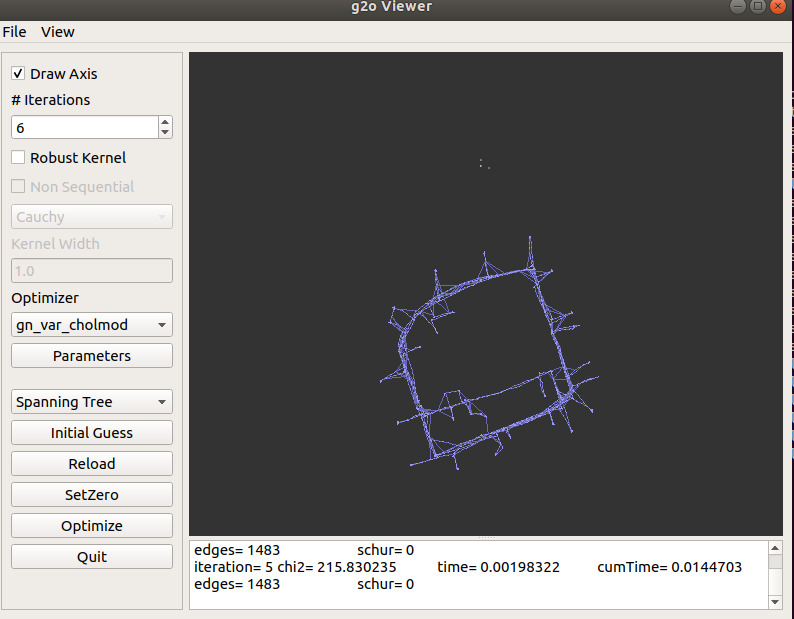 g2o Viewer
File View
Draw Axis
# Iterations
6
Robust Kernel
Non Sequential
Cauchy
Kernel Width
1.0
Optimizer
gn_var_cholmod
Parameters
Spanning Tree
Initial Guess
Reload
SetZero
Optimize
Quit
edges= 1483 schur= 0
iteration= 5 chi2= 215.830235 time= 0.00198322 cumTime= 0.0144703
edges= 1483 schur= 0